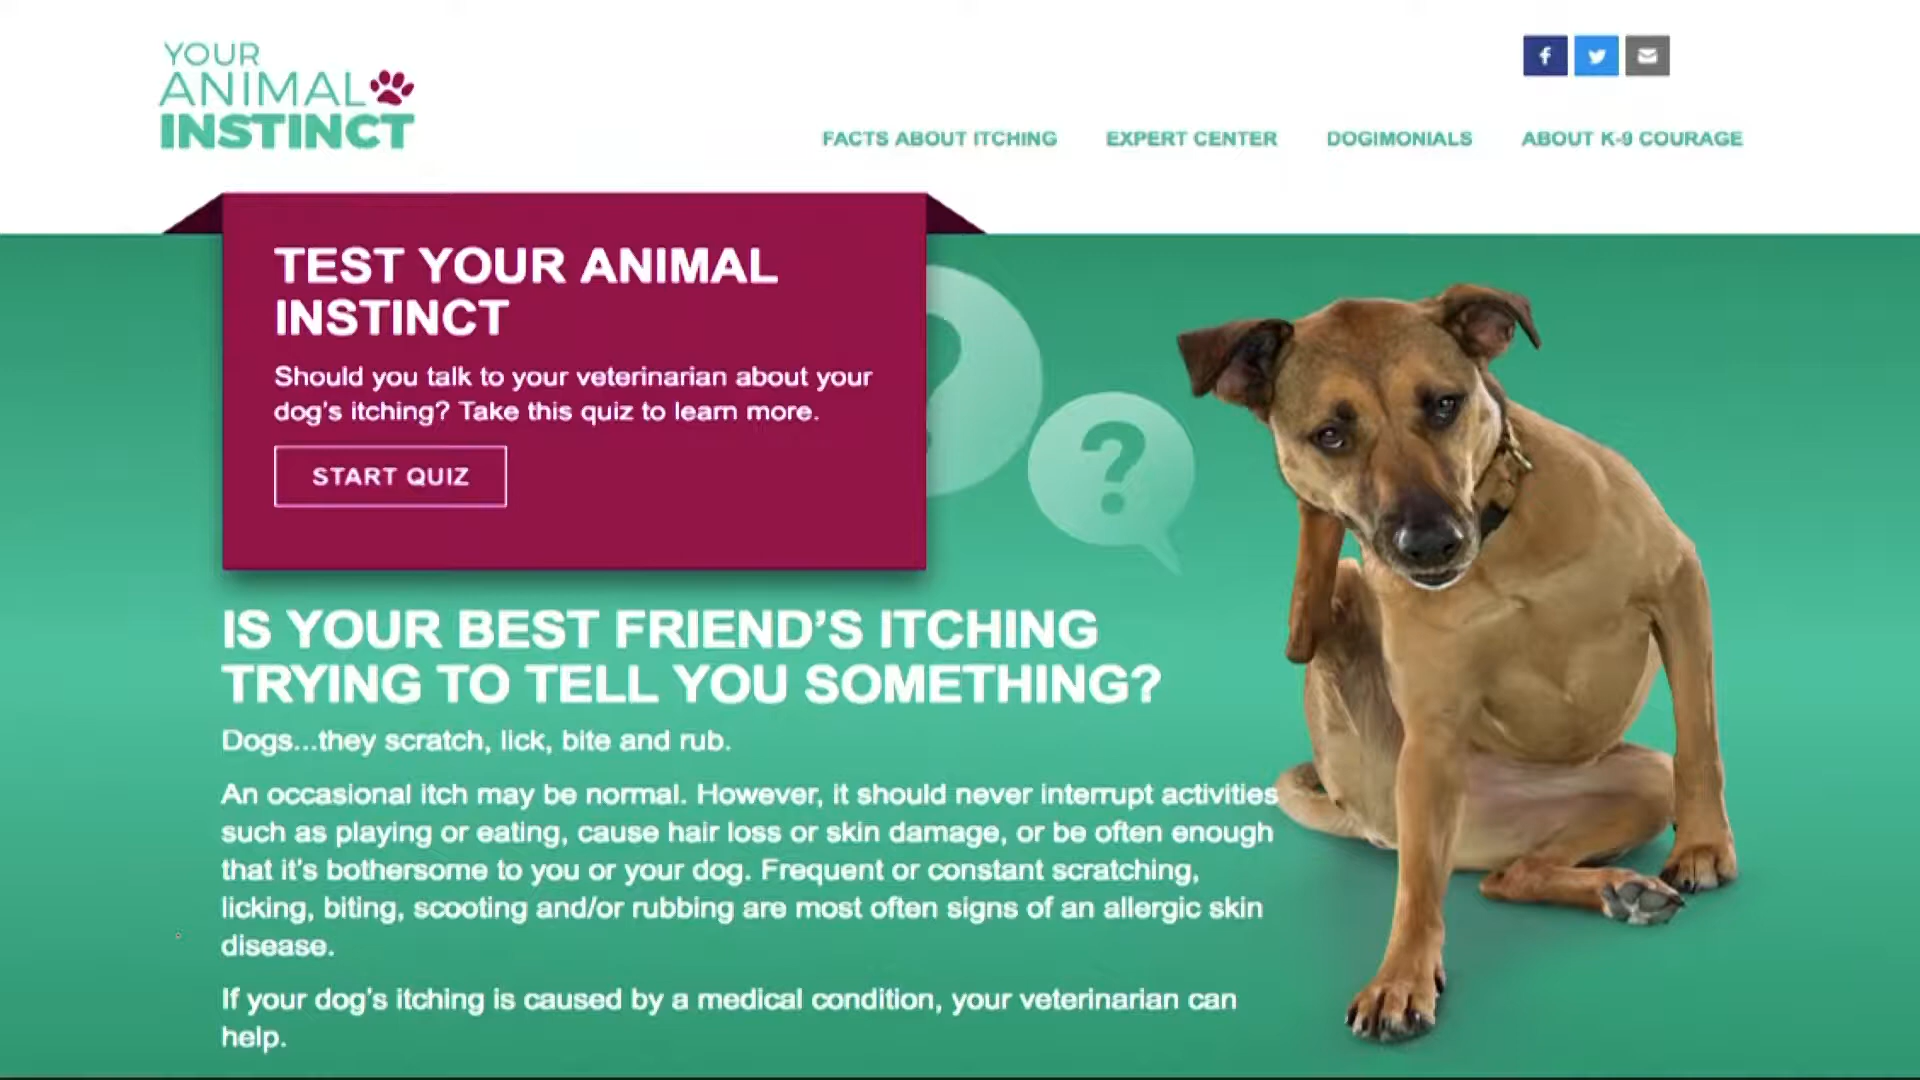 YOUR
ANIMAL
INSTINCT
FACTS ABOUT ITCHING EXPERT CENTER DOGIMONIALS ABOUT K-9 COURAGE
TEST YOUR ANIMAL
INSTINCT
Should you talk to your veterinarian about your
dog's itching? Take this quiz to learn more.
START QUIZ
?
?
IS YOUR BEST FRIEND'S ITCHING
TRYING TO TELL YOU SOMETHING?
Dogs...they scratch, lick, bite and rub.
An occasional itch may be normal. However, it should never interrupt activities
such as playing or eating, cause hair loss or skin damage, or be often enough
that it's bothersome to you or your dog. Frequent or constant scratching,
licking, biting, scooting and/or rubbing are most often signs of an allergic skin
disease.
If your dog's itching is caused by a medical condition, your veterinarian can
help.